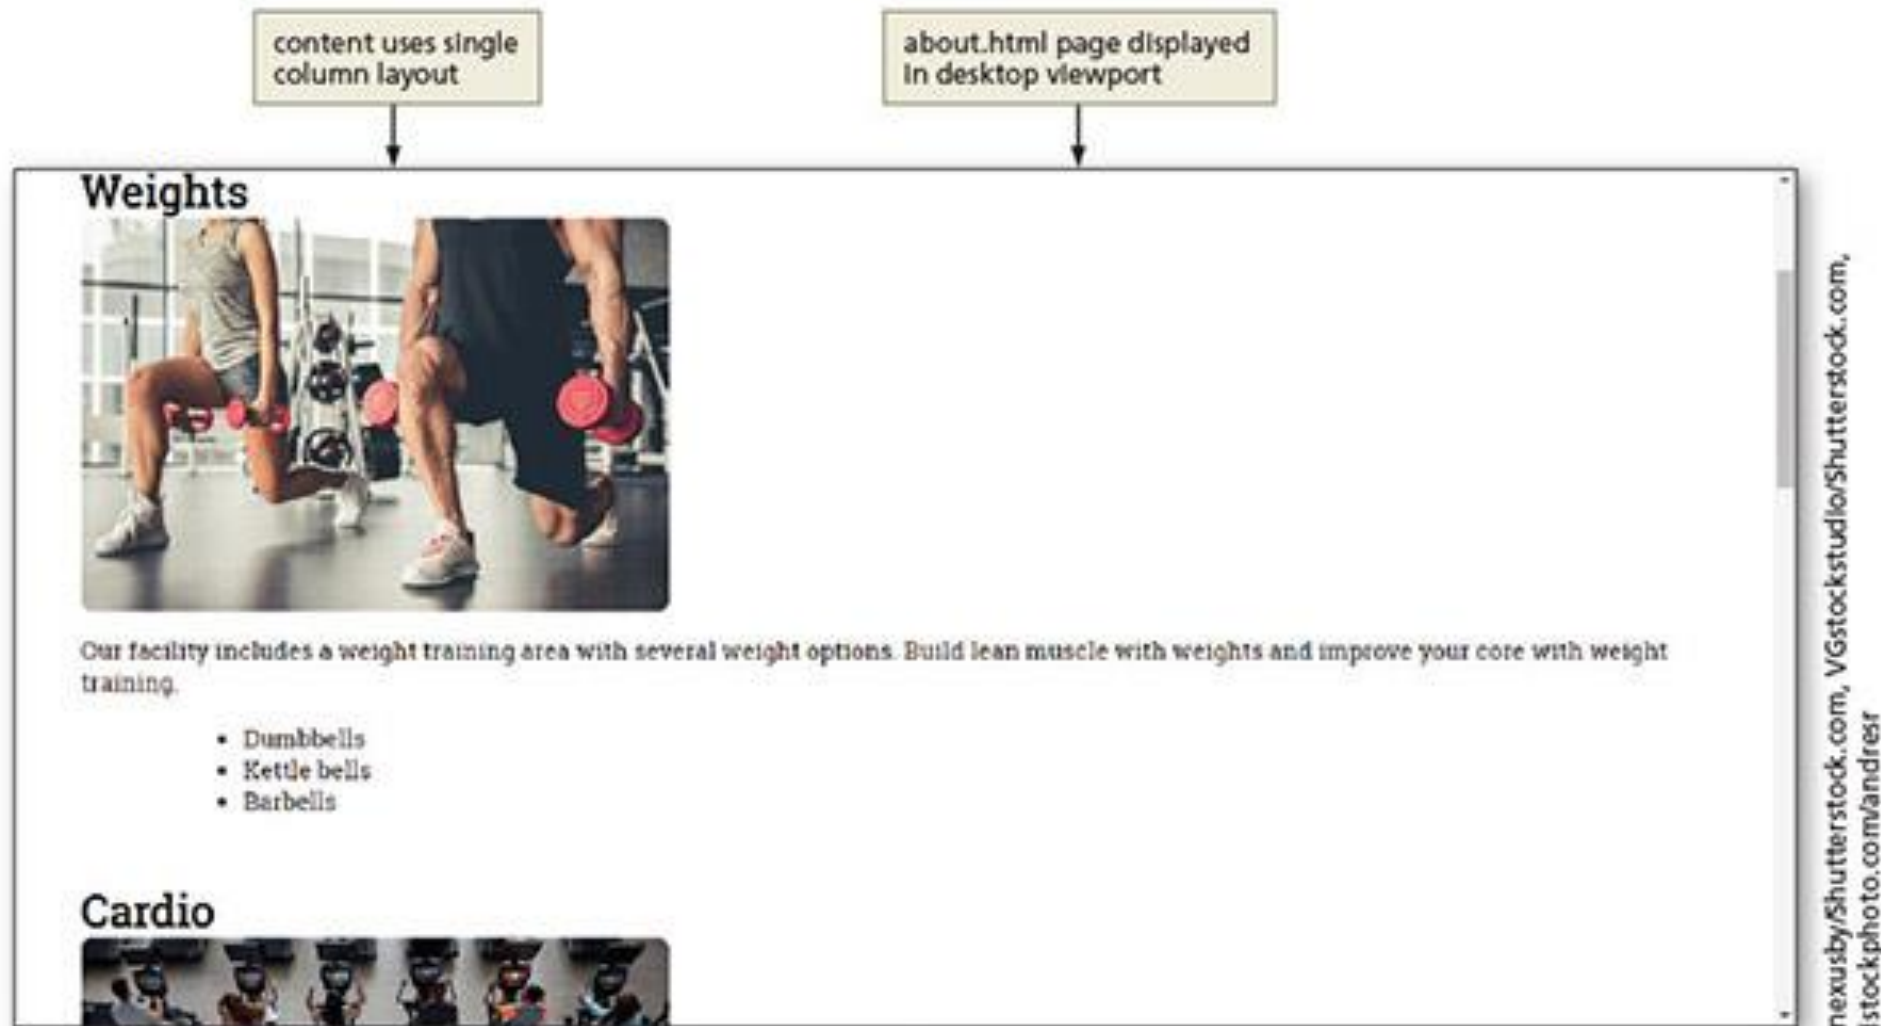 content uses single
column layout
about.html page displayed
in desktop viewport
Weights
Our facility includes a weight training area with several weight options. Build lean muscle with weights and improve your core with weight
training.
• Dumbbells
• Kettle bells
• Barbells
Cardio
nexusby/Shutterstock.com, VGstockstudio/Shutterstock.com,
istockphoto.com/andresr